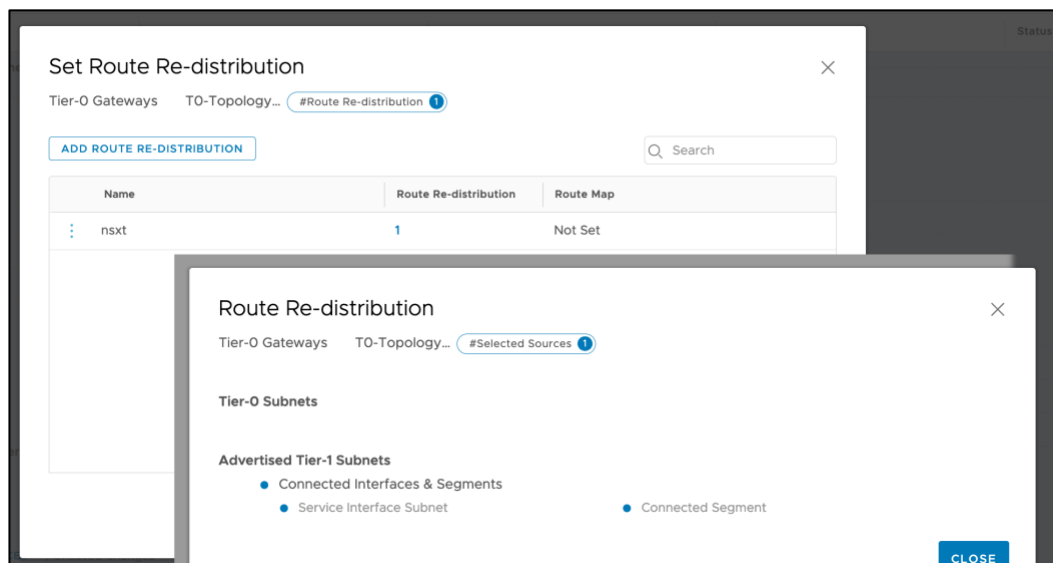 Status
Set Route Re-distribution
Tier-0 Gateways T0-Topology... #Route Re-distribution 1
ADD ROUTE RE-DISTRIBUTION
Search
Name Route Re-distribution Route Map
nsxt 1 Not Set
Route Re-distribution
Tier-0 Gateways T0-Topology... #Selected Sources 1
Tier-0 Subnets
Advertised Tier-1 Subnets
Connected Interfaces & Segments
Service Interface Subnet Connected Segment
CLOSE